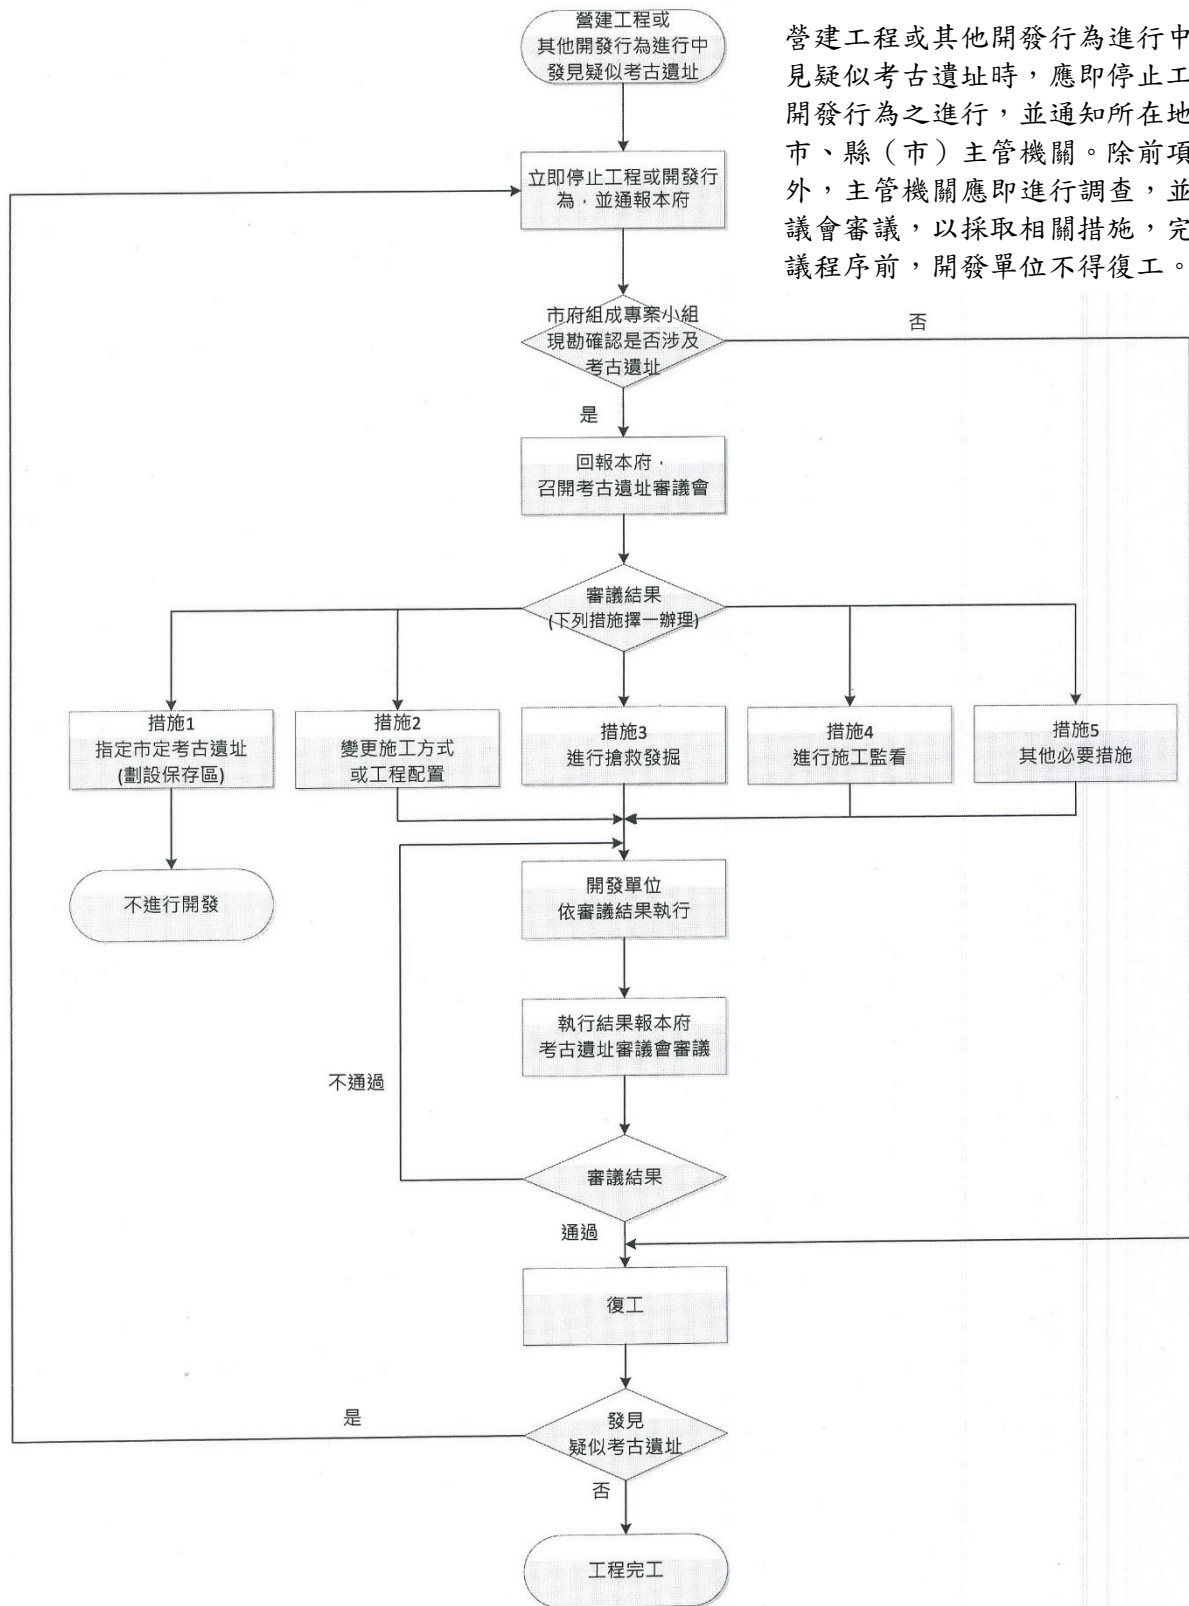 營建工程或
其他開發行為進行中
發見疑似考古遺址
營建工程或其他開發行為進行中
見疑似考古遺址時，應即停止工
開發行為之進行，並通知所在地
市、縣（市）主管機關。除前項
外，主管機關應即進行調查，並
議會審議，以採取相關措施，完
議程序前，開發單位不得復工。
立即停止工程或開發行
為，並通報本府
市府組成專案小組
現勘確認是否涉及
考古遺址
否
是
回報本府，
召開考古遺址審議會
審議結果
(下列措施擇一辦理)
措施1
指定市定考古遺址
(劃設保存區)
措施2
變更施工方式
或工程配置
措施3
進行搶救發掘
措施4
進行施工監看
措施5
其他必要措施
不進行開發
開發單位
依審議結果執行
執行結果報本府
考古遺址審議會審議
不通過
審議結果
通過
復工
是
發見
疑似考古遺址
否
工程完工